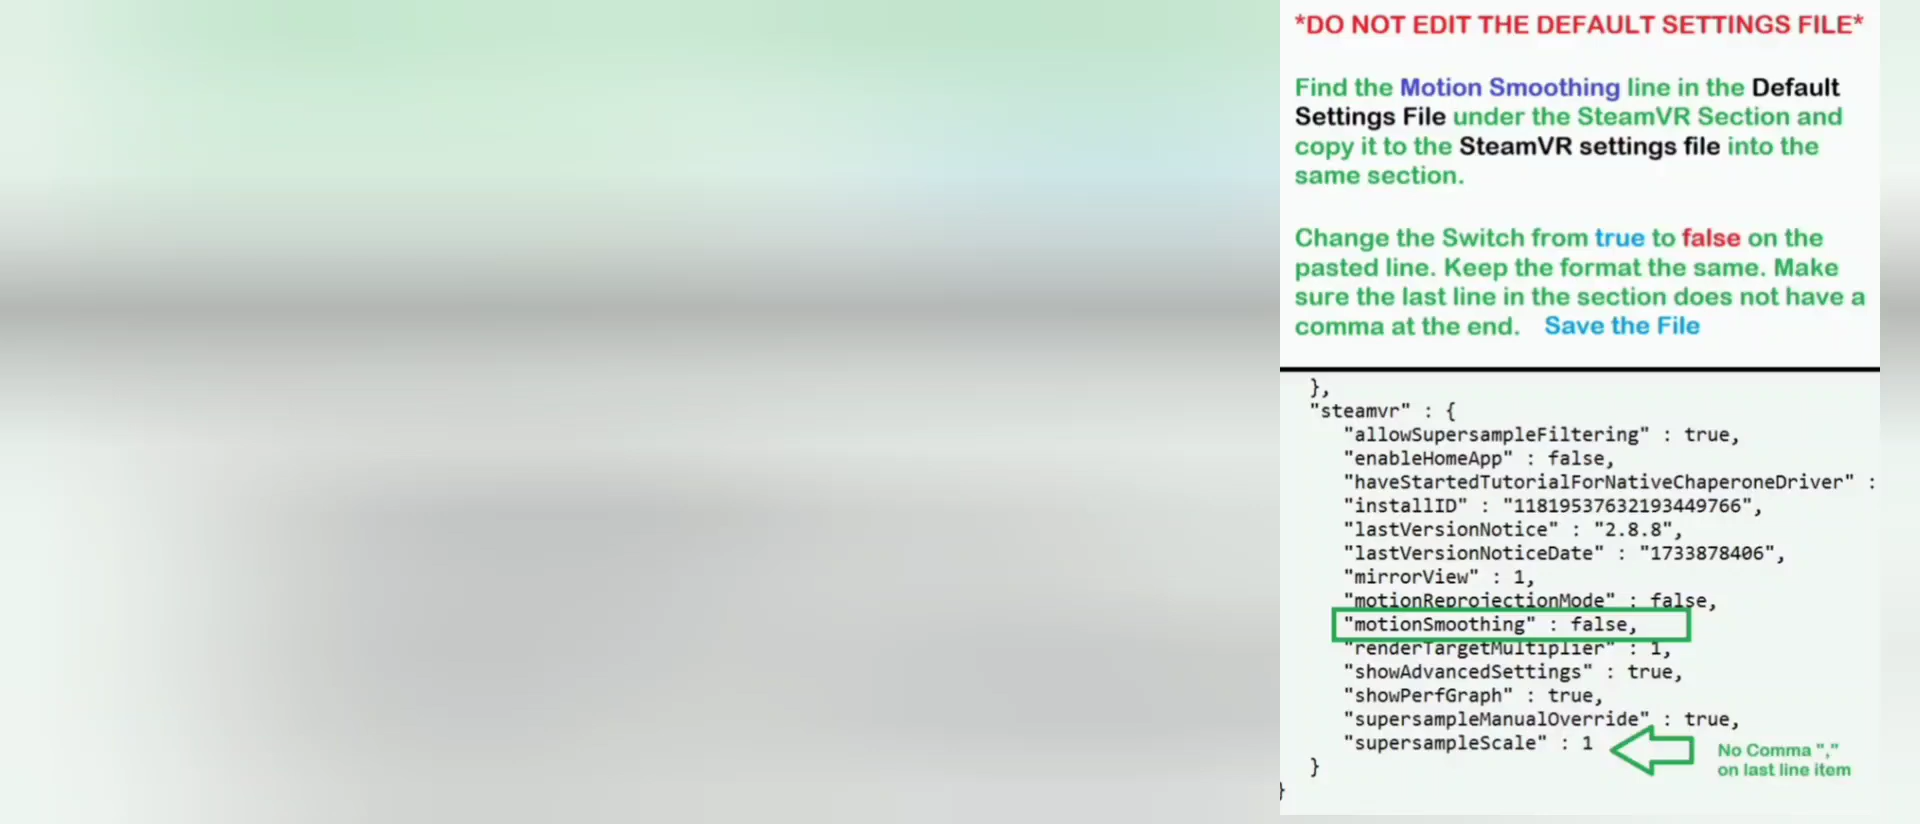 *DO NOT EDIT THE DEFAULT SETTINGS FILE*
Find the Motion Smoothing line in the Default
Settings File under the SteamVR Section and
copy it to the SteamVR settings file into the
same section.
Change the Switch from true to false on the
pasted line. Keep the format the same. Make
sure the last line in the section does not have a
comma at the end. Save the File
},
"steamvr" : {
"allowSupersampleFiltering" : true,
"enableHomeApp" : false,
"haveStartedTutorialForNativeChaperoneDriver" :
"installID" : "11819537632193449766",
"lastVersionNotice" : "2.8.8",
"lastVersionNoticeDate" : "1733878406",
"mirrorView" : 1,
"motionReprojectionMode" : false,
"motionSmoothing" : false,
"renderTargetMultiplier" : 1,
"showAdvancedSettings" : true,
"showPerfGraph" : true,
"supersampleManualOverride" : true,
"supersampleScale" : 1
No Comma ","
on last line item
}
}